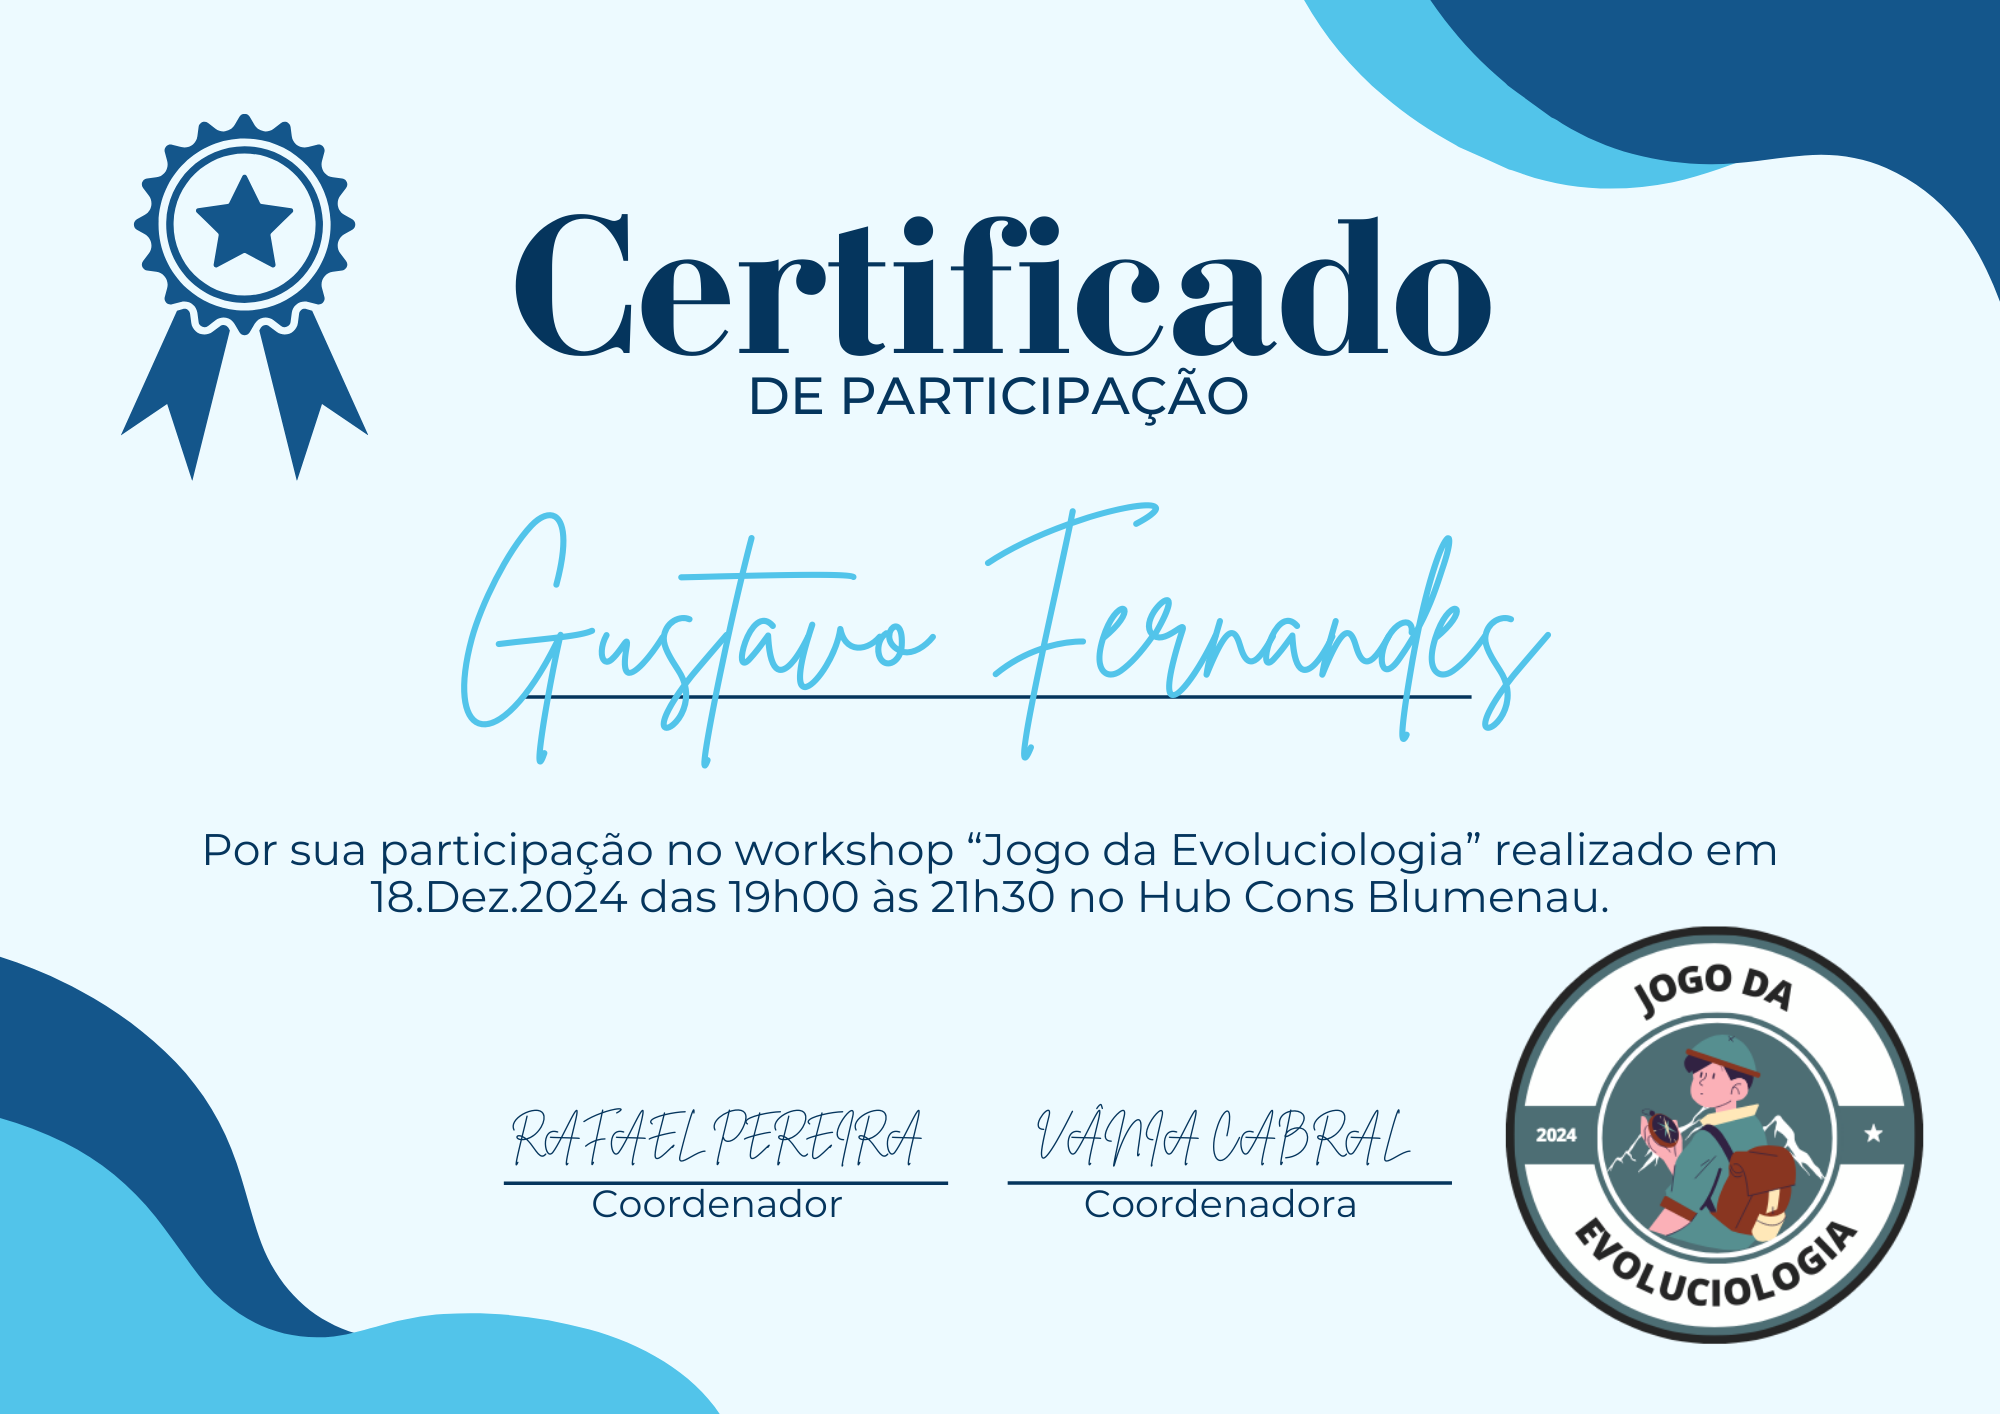 Certificado
DE PARTICIPAÇÃO
Gustavo Fernandes
Por sua participação no workshop “Jogo da Evoluciologia” realizado em
18.Dez.2024 das 19h00 às 21h30 no Hub Cons Blumenau.
RAFAEL PEREIRA
Coordenador
VÂNIA CABRAL
Coordenadora
JOGO DA
2024
EVOLUCIOLOGIA